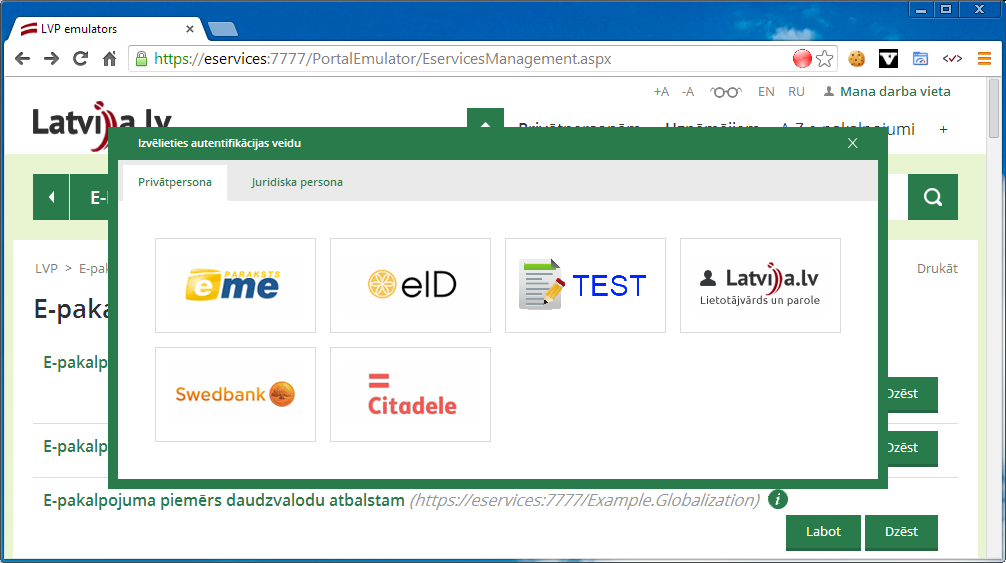 LVP emulators
https://eservices:7777/PortalEmulator/EservicesManagement.aspx
+A -A EN RU Mana darba vieta
Latvija.lv
Privātpersonām Uzņēmējiem A-Z e-pakalpojumi +
Izvēlieties autentifikācijas veidu
Privātpersona Juridiska persona
LVP > E-pak
Drukāt
PARAKSTS
eme
eID
TEST
Latvija.lv
Lietotājvārds un parole
E-paka
E-pakalp
Swedbank
Citadele
Dzēst
E-pakalp
Dzēst
E-pakalpojuma piemērs daudzvalodu atbalstam (https://eservices:7777/Example.Globalization) i
Labot Dzēst